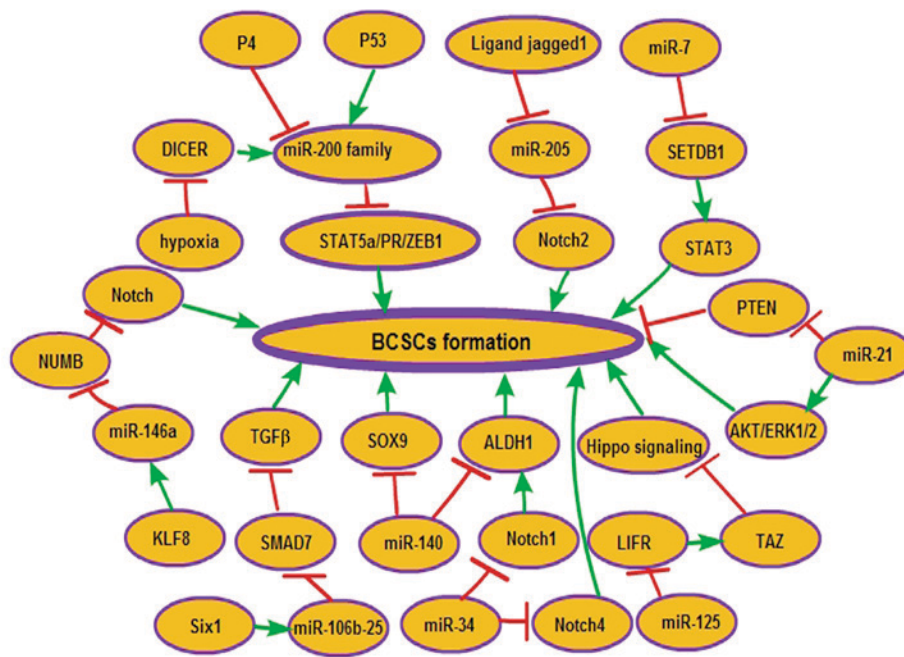 P4
P53
Ligand jagged1
miR-7
DICER
miR-200 family
miR-205
SETDB1
hypoxia
STAT5a/PR/ZEB1
Notch2
STAT3
Notch
PTEN
BCSCs formation
NUMB
miR-21
miR-146a
TGFβ
SOX9
ALDH1
Hippo signaling
AKT/ERK1/2
KLF8
SMAD7
miR-140
Notch1
LIFR
TAZ
Six1
miR-106b-25
miR-34
Notch4
miR-125